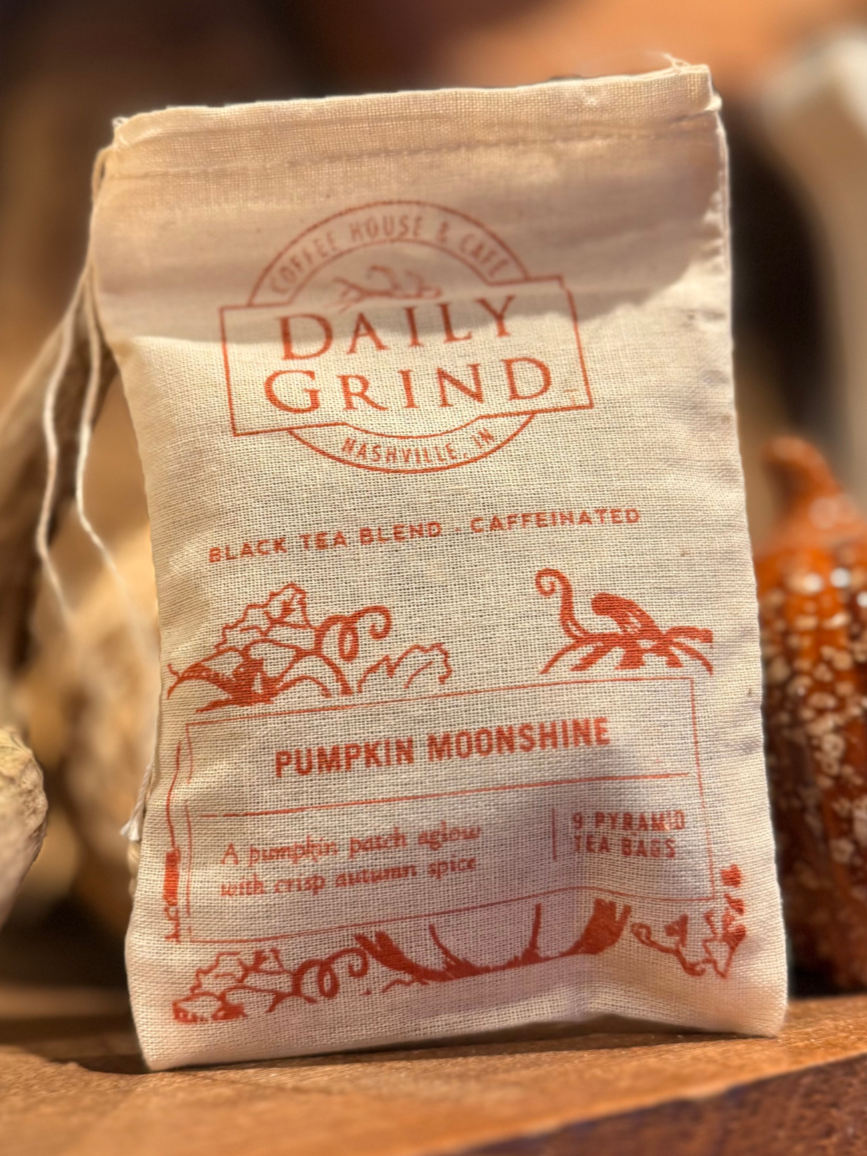 COFFEE HOUSE & CAFE
DAILY
GRIND
NASHVILLE, IN
BLACK TEA BLEND . CAFFEINATED
PUMPKIN MOONSHINE
A pumpkin patch aglow
with crisp autumn spice
9 PYRAMID
TEA BAGS